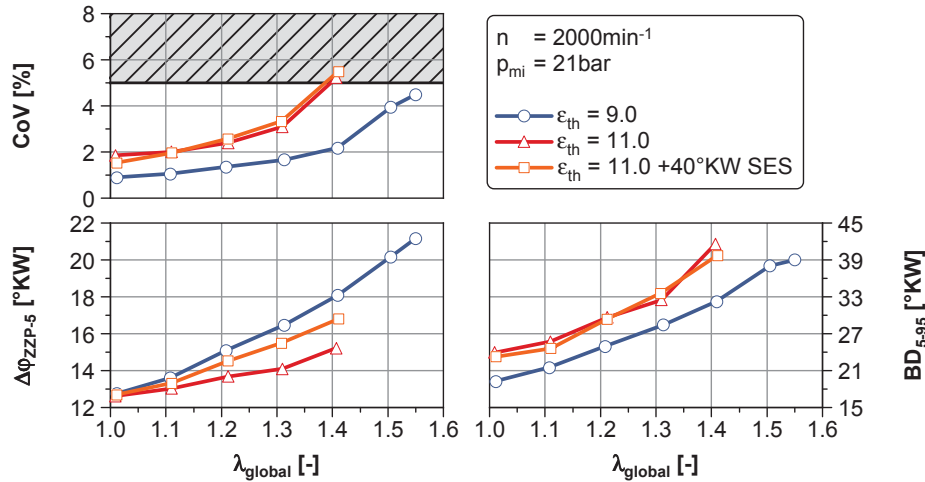 8
6
4
2
0
CoV [%]
n = 2000min⁻¹
pₘᵢ = 21bar
εth = 9.0
εth = 11.0
εth = 11.0 +40°KW SES
22
20
18
16
14
12
ΔφZZP-5 [°KW]
1.0 1.1 1.2 1.3 1.4 1.5 1.6
λglobal [-]
45
39
33
27
21
15
BD5-95 [°KW]
1.0 1.1 1.2 1.3 1.4 1.5 1.6
λglobal [-]